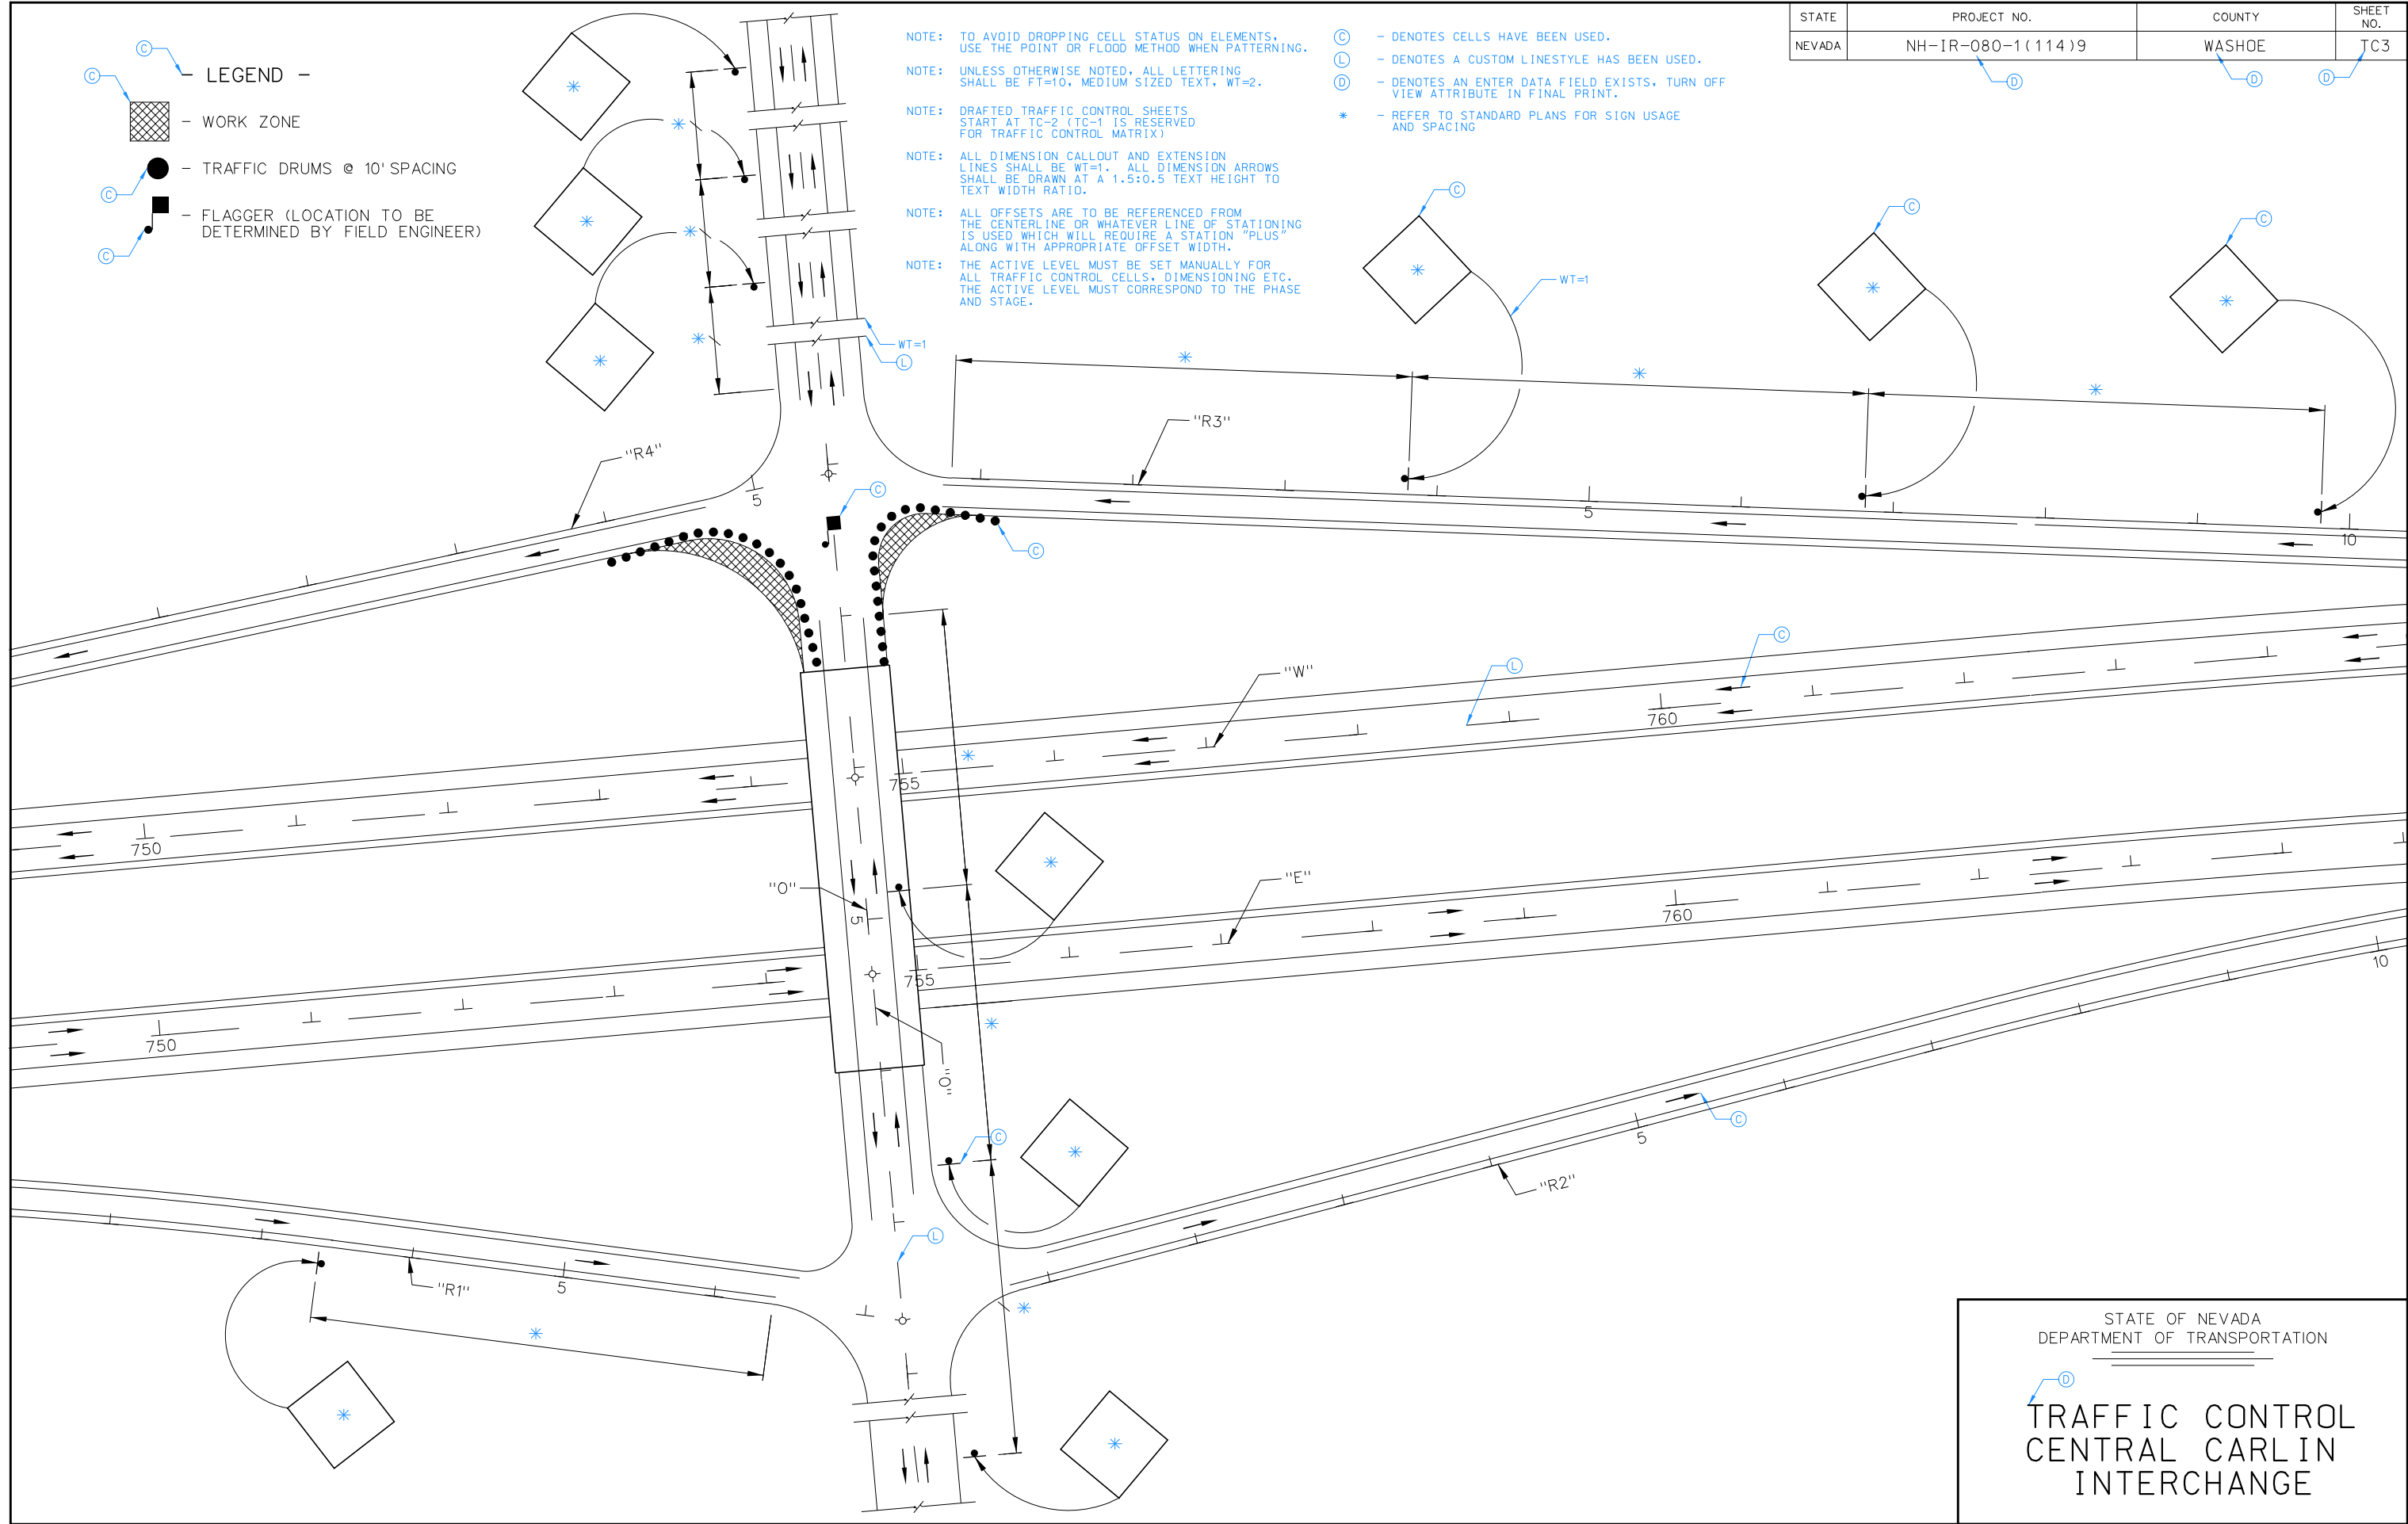 STATE PROJECT NO. COUNTY SHEET NO.
NEVADA NH-IR-080-1(114)9 WASHOE TC3
D D D
C
C
- LEGEND -
- WORK ZONE
C
- TRAFFIC DRUMS @ 10' SPACING
C
- FLAGGER (LOCATION TO BE
DETERMINED BY FIELD ENGINEER)
NOTE: TO AVOID DROPPING CELL STATUS ON ELEMENTS,
USE THE POINT OR FLOOD METHOD WHEN PATTERNING.
NOTE: UNLESS OTHERWISE NOTED, ALL LETTERING
SHALL BE FT=10, MEDIUM SIZED TEXT, WT=2.
NOTE: DRAFTED TRAFFIC CONTROL SHEETS
START AT TC-2 (TC-1 IS RESERVED
FOR TRAFFIC CONTROL MATRIX)
NOTE: ALL DIMENSION CALLOUT AND EXTENSION
LINES SHALL BE WT=1. ALL DIMENSION ARROWS
SHALL BE DRAWN AT A 1.5:0.5 TEXT HEIGHT TO
TEXT WIDTH RATIO.
NOTE: ALL OFFSETS ARE TO BE REFERENCED FROM
THE CENTERLINE OR WHATEVER LINE OF STATIONING
IS USED WHICH WILL REQUIRE A STATION "PLUS"
ALONG WITH APPROPRIATE OFFSET WIDTH.
NOTE: THE ACTIVE LEVEL MUST BE SET MANUALLY FOR
ALL TRAFFIC CONTROL CELLS, DIMENSIONING ETC.
THE ACTIVE LEVEL MUST CORRESPOND TO THE PHASE
AND STAGE.
C - DENOTES CELLS HAVE BEEN USED.
L - DENOTES A CUSTOM LINESTYLE HAS BEEN USED.
D - DENOTES AN ENTER DATA FIELD EXISTS, TURN OFF
VIEW ATTRIBUTE IN FINAL PRINT.
* - REFER TO STANDARD PLANS FOR SIGN USAGE
AND SPACING
C
C
C
WT=1
WT=1
L
"R3"
"R4"
5
C
5
10
C
C
L
"W"
760
755
750
"O"
5
"E"
760
755
750
10
"O"
C
5
C
"R2"
L
"R1"
5
STATE OF NEVADA
DEPARTMENT OF TRANSPORTATION
D
TRAFFIC CONTROL
CENTRAL CARLIN
INTERCHANGE